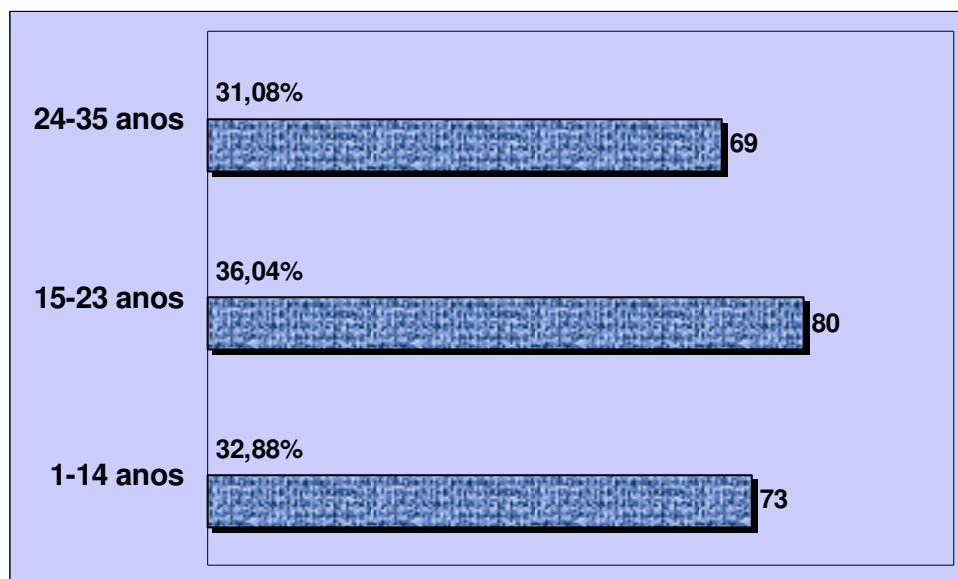 31,08%
24-35 anos
69
36,04%
15-23 anos
80
32,88%
1-14 anos
73